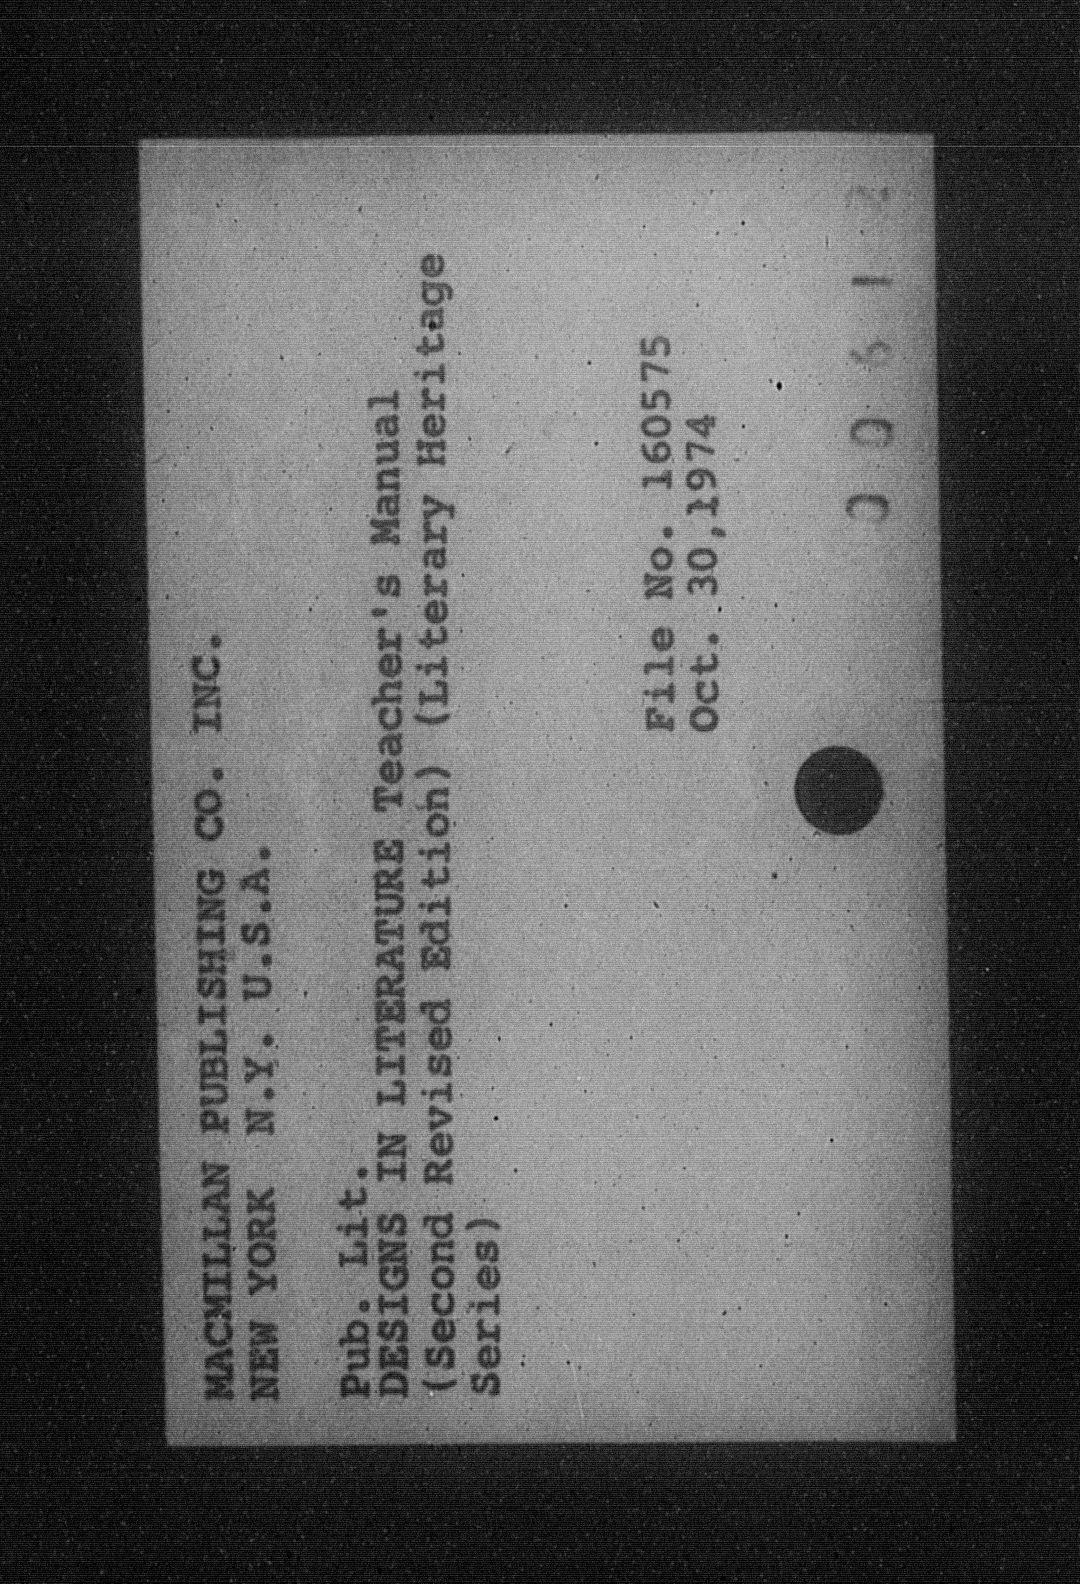 MACMILLAN PUBLISHING CO. INC.
NEW YORK N.Y. U.S.A.
Pub. Lit.
DESIGNS IN LITERATURE Teacher's Manual
(Second Revised Edition) (Literary Heritage
Series)
File No. 160575
Oct. 30,1974